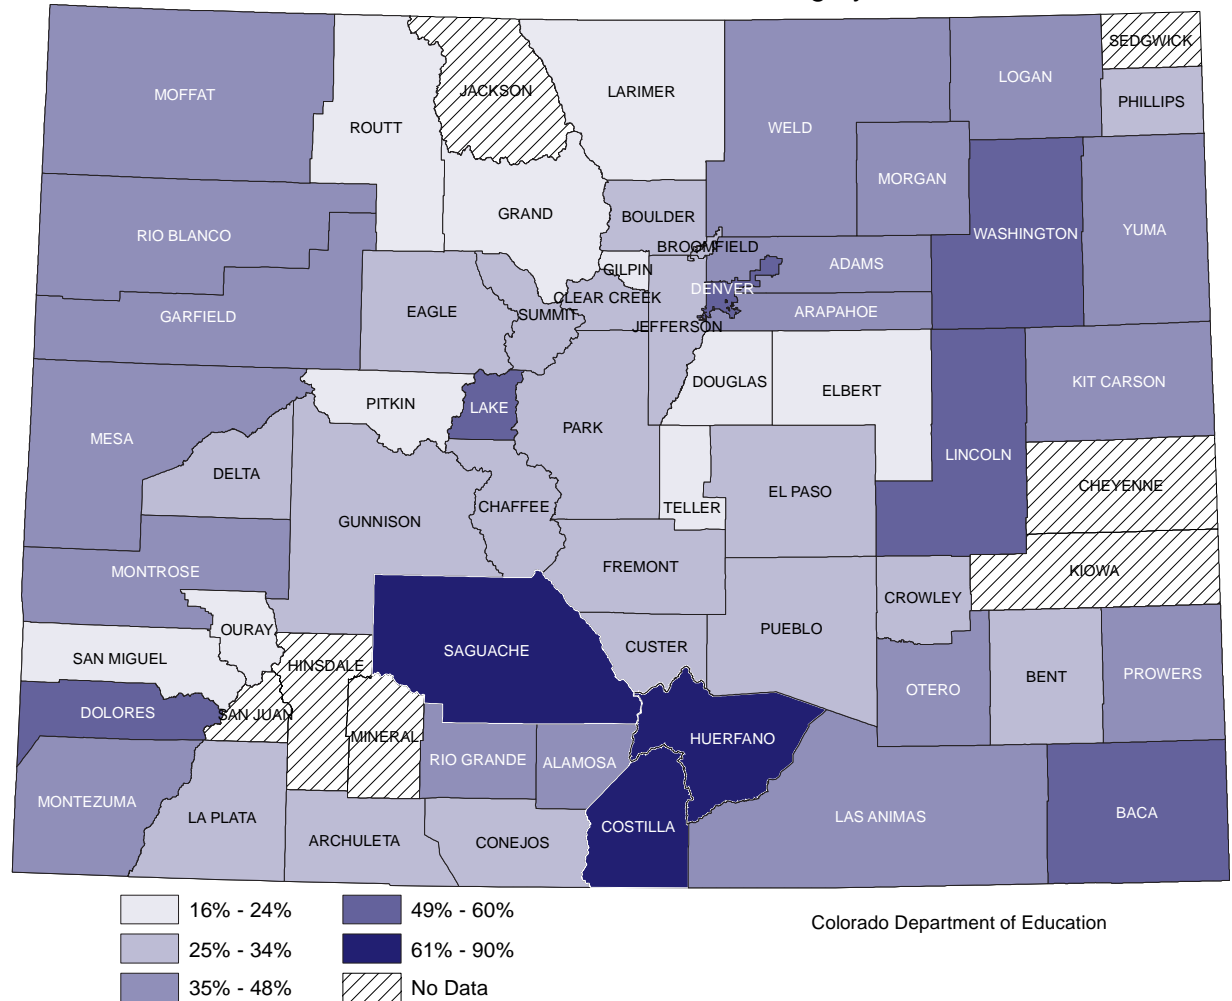 SEDGWICK
LOGAN
JACKSON
LARIMER
MOFFAT
PHILLIPS
ROUTT
WELD
MORGAN
GRAND
BOULDER
YUMA
WASHINGTON
RIO BLANCO
BROOMFIELD
ADAMS
GILPIN
DENVER
CLEAR CREEK
EAGLE
SUMMIT
ARAPAHOE
GARFIELD
JEFFERSON
DOUGLAS
KIT CARSON
ELBERT
PITKIN
LAKE
PARK
MESA
LINCOLN
DELTA
CHEYENNE
EL PASO
CHAFFEE
TELLER
GUNNISON
FREMONT
MONTROSE
KIOWA
CROWLEY
OURAY
PUEBLO
CUSTER
SAGUACHE
SAN MIGUEL
HINSDALE
PROWERS
BENT
OTERO
DOLORES
SAN JUAN
MINERAL
HUERFANO
RIO GRANDE
ALAMOSA
MONTEZUMA
BACA
LA PLATA
LAS ANIMAS
COSTILLA
ARCHULETA
CONEJOS
16% - 24%
49% - 60%
Colorado Department of Education
25% - 34%
61% - 90%
35% - 48%
No Data